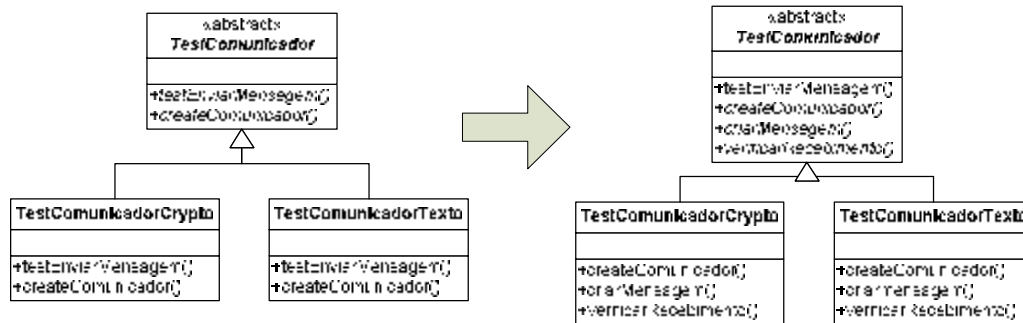 «abstract»
TestComunicador
+testEnviarMensagem()
+createComunicador()
TestComunicadorCrypto
+testEnviarMensagem()
+createComunicador()
TestComunicadorTexto
+testEnviarMensagem()
+createComunicador()
«abstract»
TestComunicador
+testEnviarMensagem()
+createComunicador()
+criarMensagem()
+verificarRecebimento()
TestComunicadorCrypto
+createComunicador()
+criarMensagem()
+verificarRecebimento()
TestComunicadorTexto
+createComunicador()
+criarmensagem()
+verificarRecebimento()